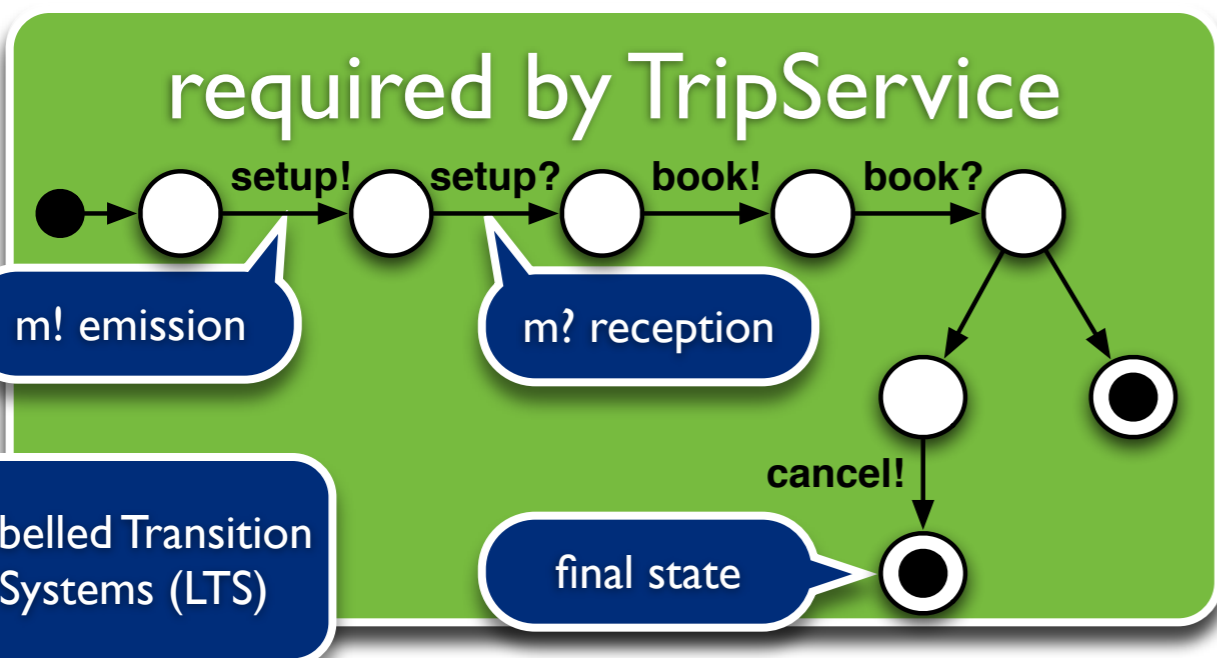 required by TripService
setup! setup? book! book?
m! emission
m? reception
cancel!
belled Transition
Systems (LTS)
final state